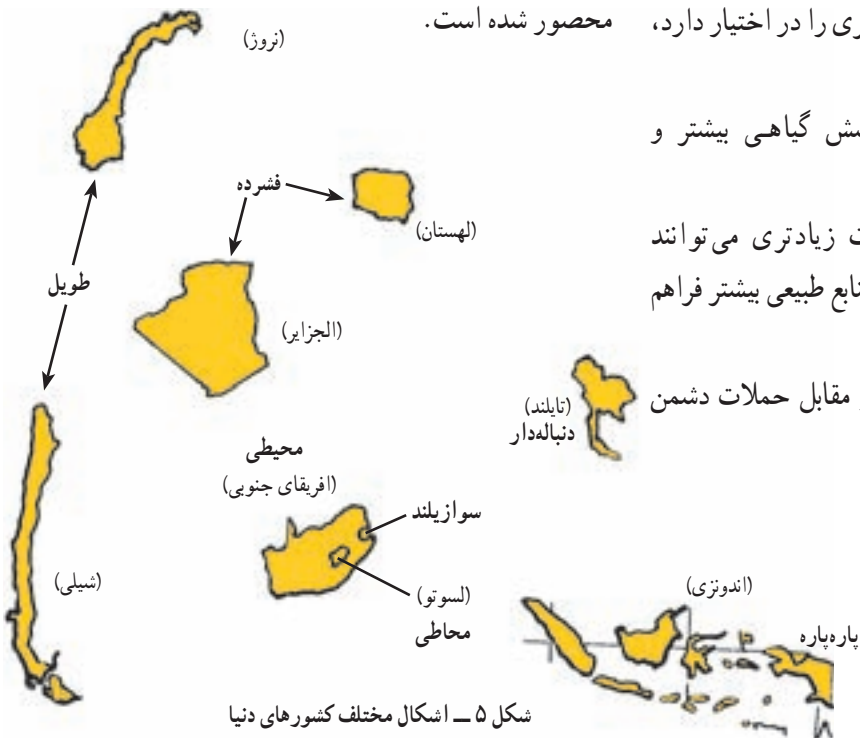 ری را در اختیار دارد،
گیاهی بیشتر و
زیادتری می‌توانند
طبیعی بیشتر فراهم
مقابل حملات دشمن
محصور شده است.
(نروژ)
فشرده
(لهستان)
طویل
(الجزایر)
(تایلند)
دنباله‌دار
محیطی
(افریقای جنوبی)
سوازیلند
(شیلی)
(لسوتو)
محاطی
(اندونزی)
پاره‌پاره
شکل ۵ ــ اشکال مختلف کشورهای دنیا